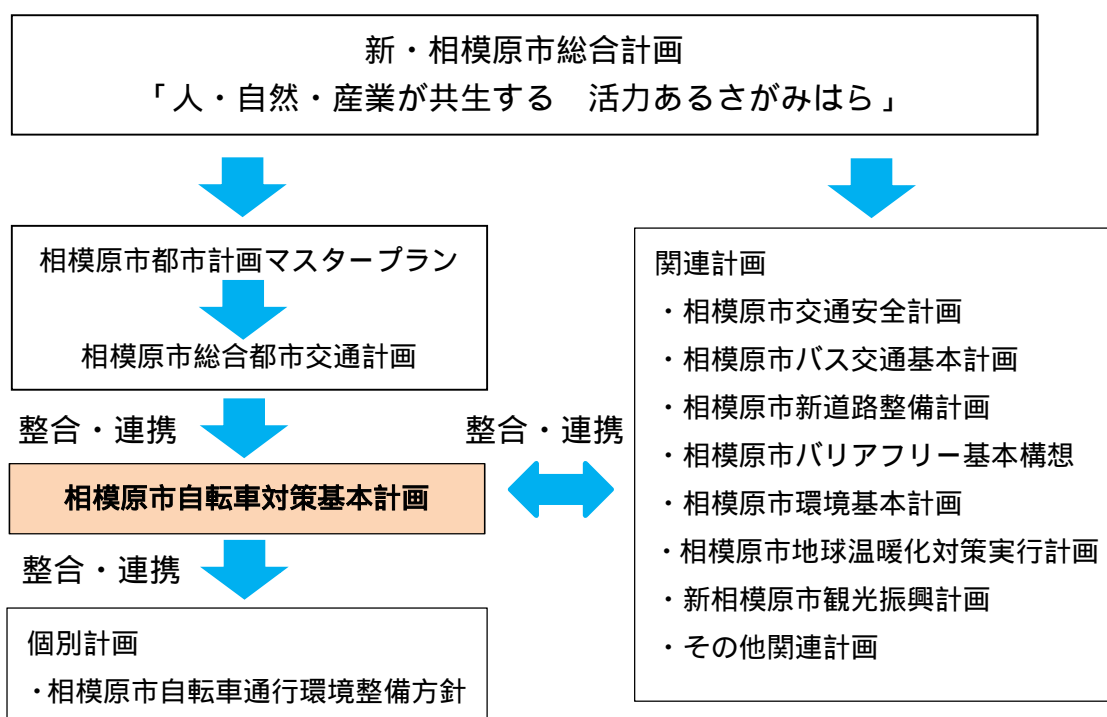 新・相模原市総合計画
「人・自然・産業が共生する　活力あるさがみはら」
相模原市都市計画マスタープラン
相模原市総合都市交通計画
整合・連携
相模原市自転車対策基本計画
整合・連携
個別計画
・相模原市自転車通行環境整備方針
整合・連携
関連計画
・相模原市交通安全計画
・相模原市バス交通基本計画
・相模原市新道路整備計画
・相模原市バリアフリー基本構想
・相模原市環境基本計画
・相模原市地球温暖化対策実行計画
・新相模原市観光振興計画
・その他関連計画